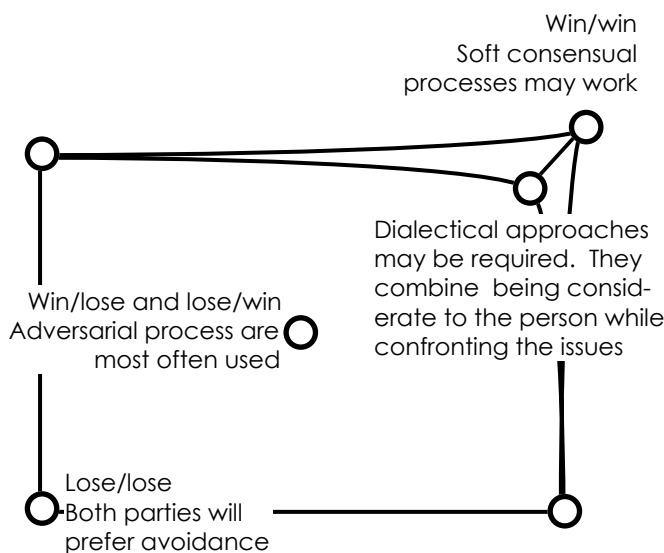 Win/win
Soft consensual
processes may work
Dialectical approaches
may be required.  They
combine  being consid-
erate to the person while
confronting the issues
Win/lose and lose/win
Adversarial process are
most often used
Lose/lose
Both parties will
prefer avoidance